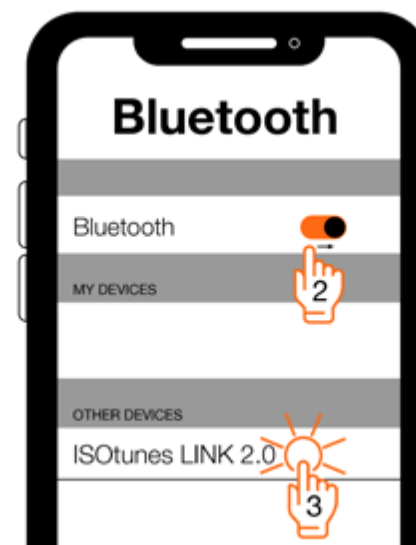 Bluetooth
Bluetooth
2
MY DEVICES
OTHER DEVICES
ISOtunes LINK 2.0
3